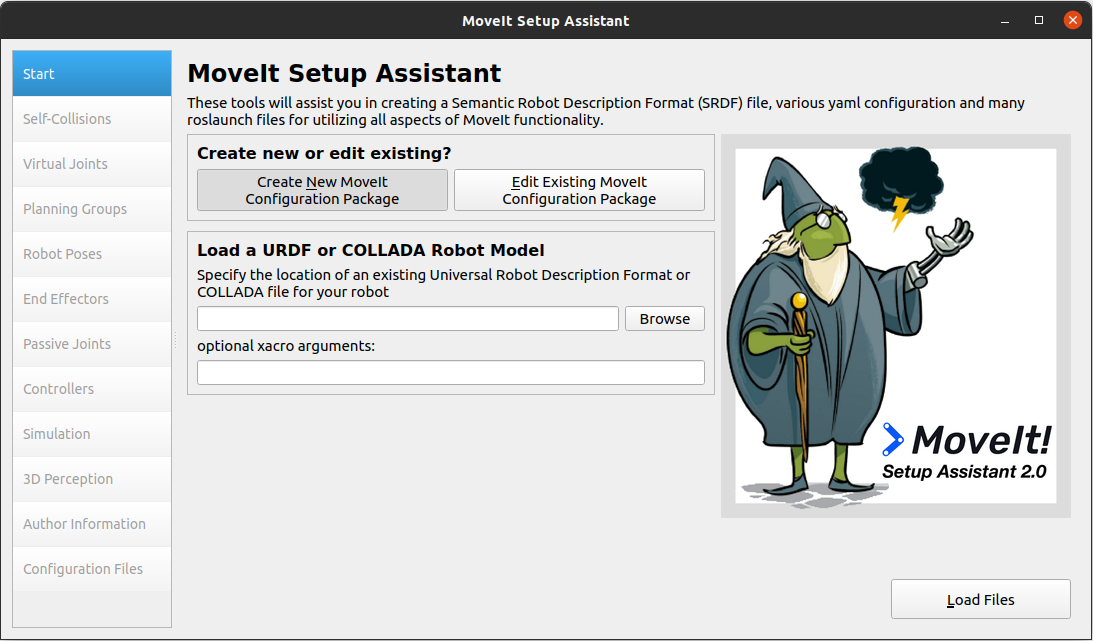 MoveIt Setup Assistant
Start
Self-Collisions
Virtual Joints
Planning Groups
Robot Poses
End Effectors
Passive Joints
Controllers
Simulation
3D Perception
Author Information
Configuration Files
MoveIt Setup Assistant
These tools will assist you in creating a Semantic Robot Description Format (SRDF) file, various yaml configuration and many
roslaunch files for utilizing all aspects of MoveIt functionality.
Create new or edit existing?
Create New MoveIt
Configuration Package
Edit Existing MoveIt
Configuration Package
Load a URDF or COLLADA Robot Model
Specify the location of an existing Universal Robot Description Format or
COLLADA file for your robot
Browse
optional xacro arguments:
MoveIt!
Setup Assistant 2.0
Load Files